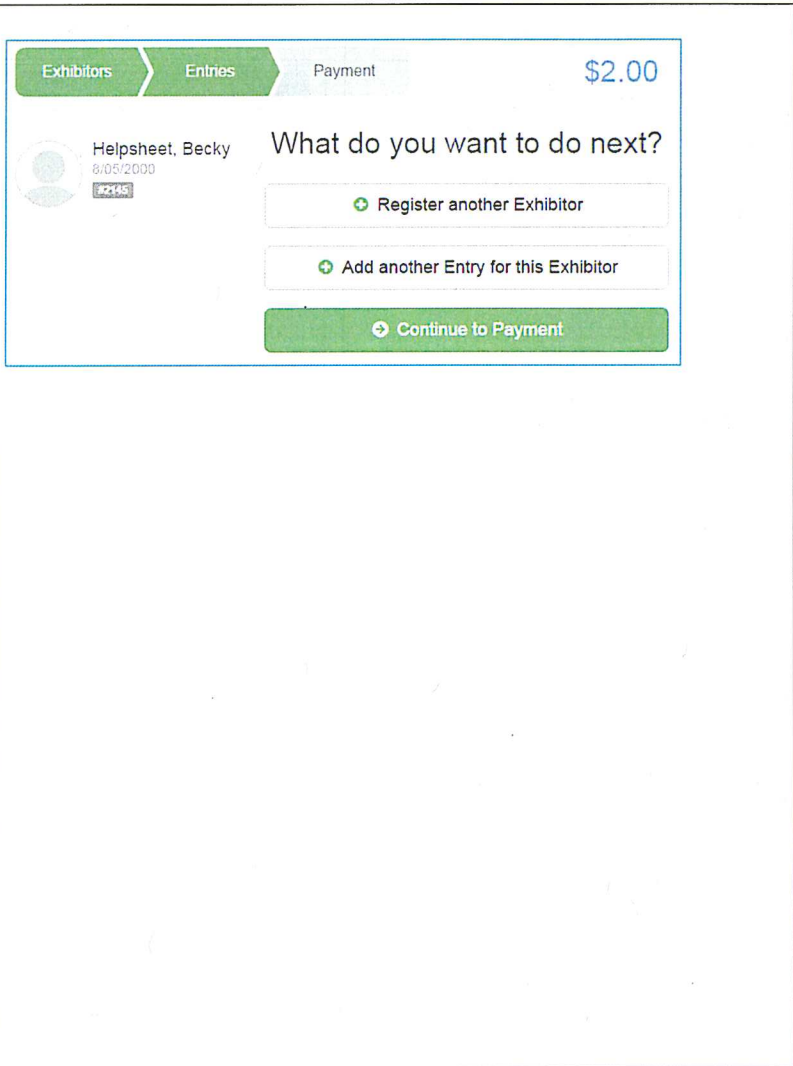 Exhibitors Entries Payment $2.00
What do you want to do next?
Helpsheet, Becky
8/05/2000
#2145
Register another Exhibitor
Add another Entry for this Exhibitor
Continue to Payment